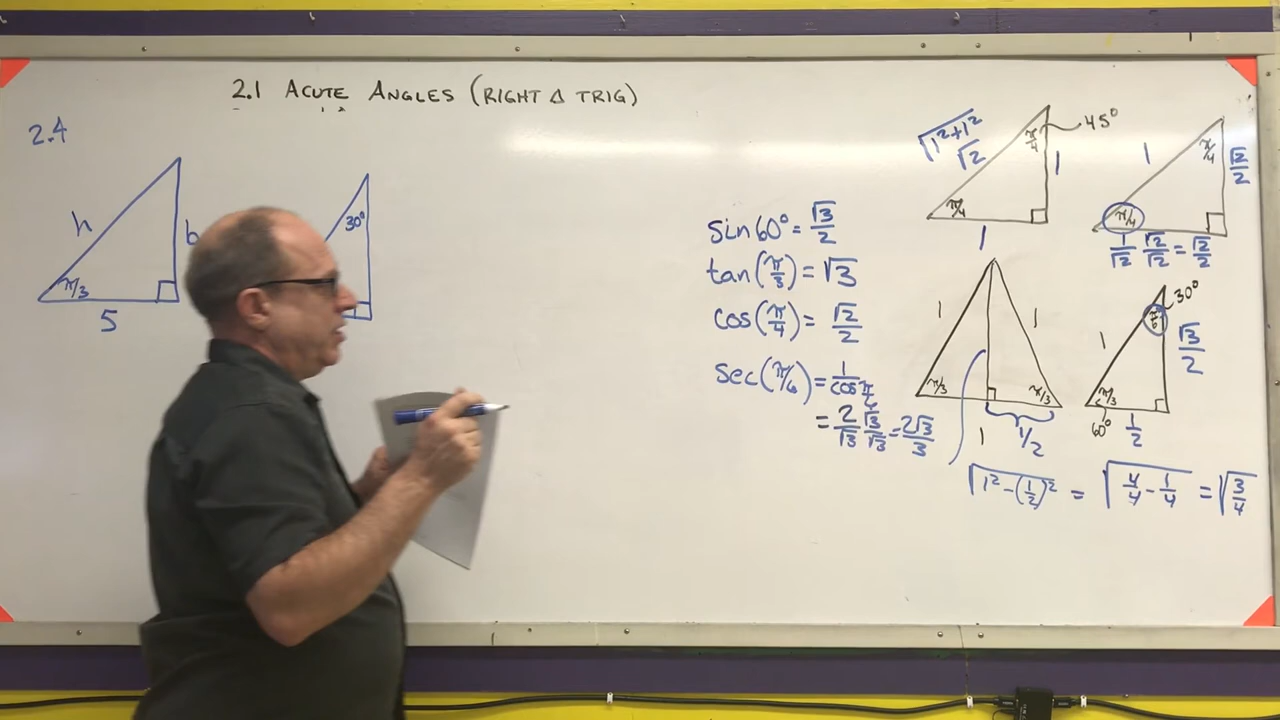 2.1 ACUTE ANGLES (RIGHT Δ TRIG)
2.4
h
π/3
5
b
30°
sin60° = √3/2
tan(π/3) = √3
cos(π/4) = √2/2
sec(π/6) = 1/cos π/6
= 2/√3 √3/√3 = 2√3/3
√1²+1²
√2
π/4
45°
1
π/4
1
1
π/4
√2/2
π/4
1/√2 √2/√2 = √2/2
1
1
π/3
π/3
1
1/2
30°
π/6
1
√3/2
π/3
60°
1/2
√1²-(1/2)² = √4/4-1/4 = √3/4